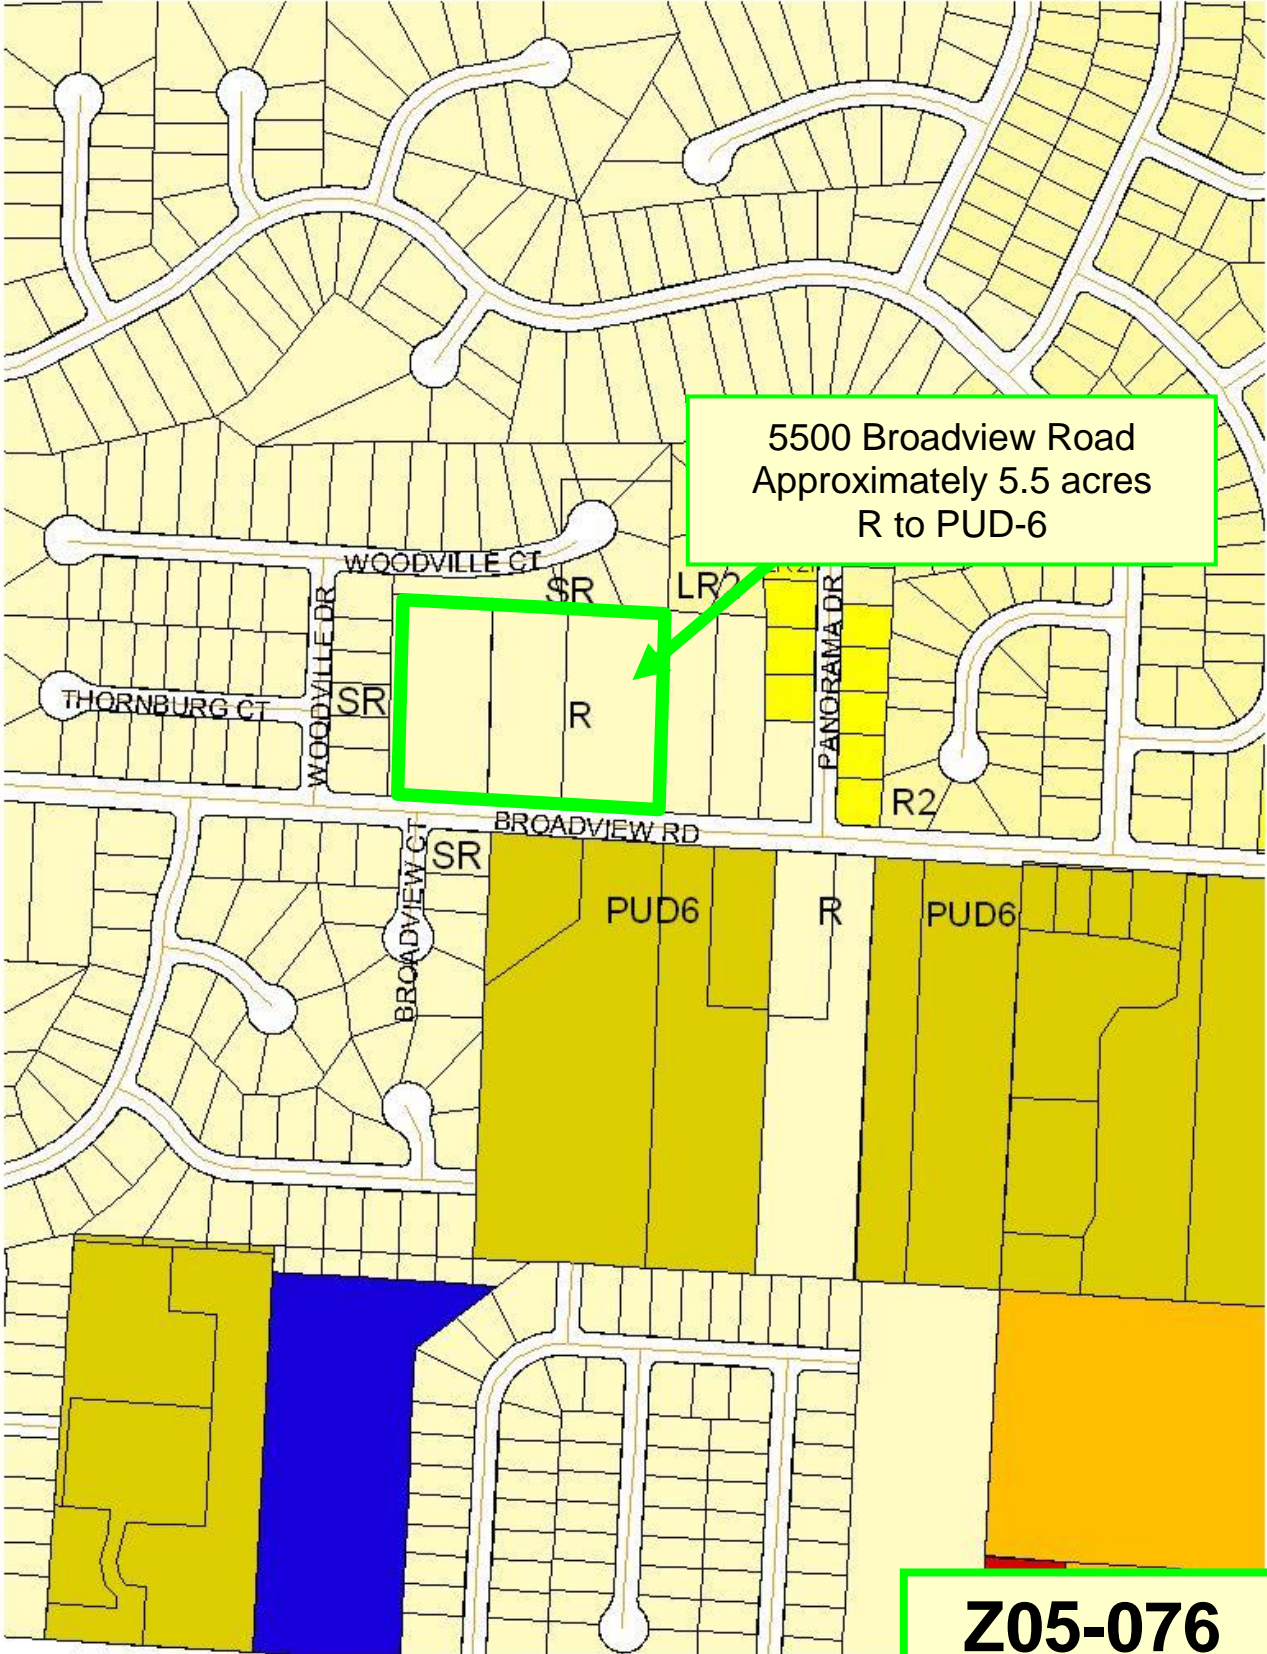 5500 Broadview Road
Approximately 5.5 acres
R to PUD-6
WOODVILLE CT
SR
LR2
WOODVILLE DR
PANORAMA DR
THORNBURG CT
SR
R
R2
BROADVIEW RD
BROADVIEW CT
SR
PUD6
R
PUD6
Z05-076